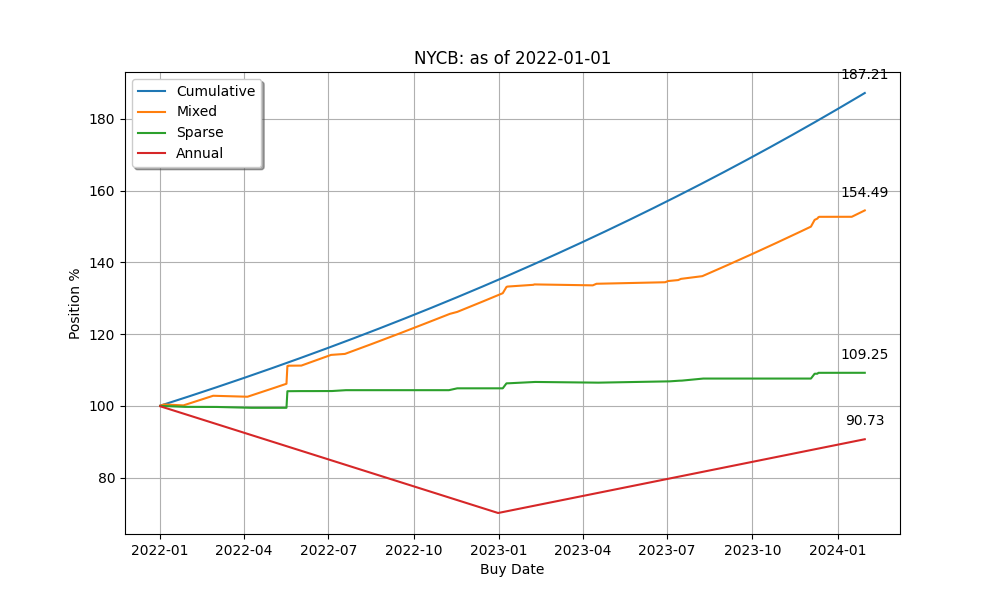 NYCB: as of 2022-01-01
187.21
Cumulative
Mixed
Sparse
Annual
180
160
154.49
140
120
109.25
100
90.73
80
Position %
2022-01 2022-04 2022-07 2022-10 2023-01 2023-04 2023-07 2023-10 2024-01
Buy Date